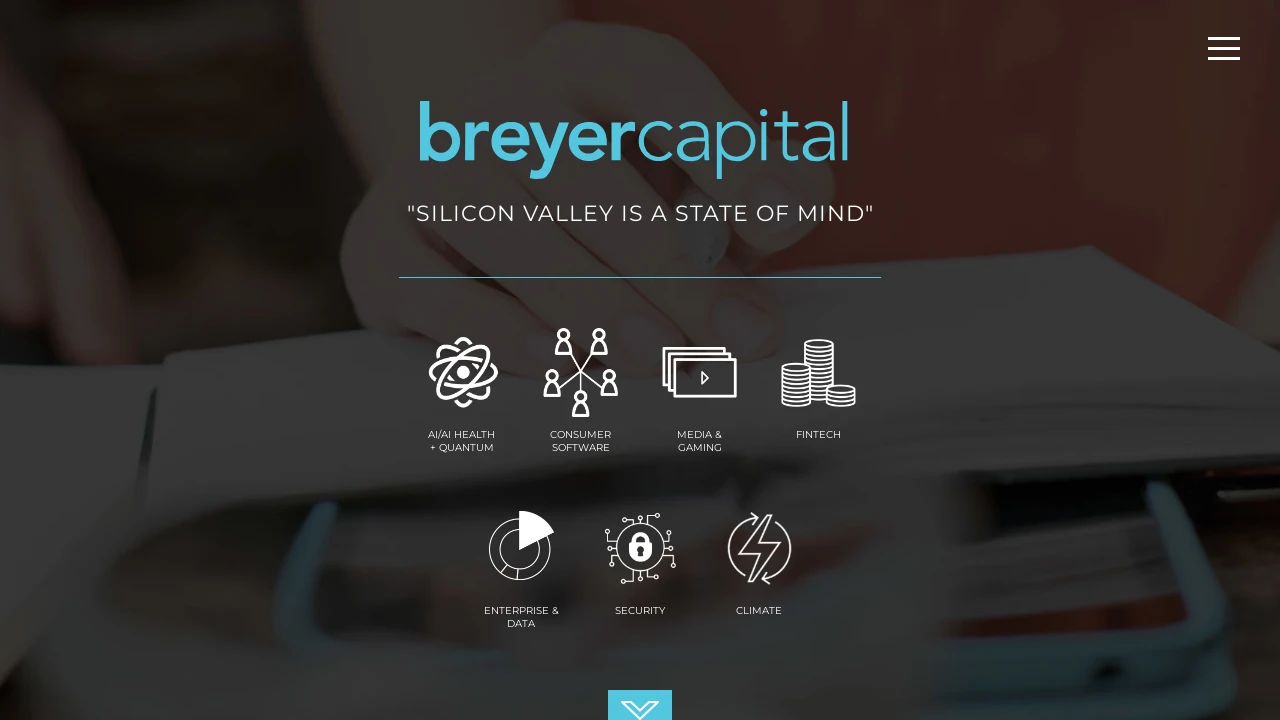 breyercapital
"SILICON VALLEY IS A STATE OF MIND"
AI/AI HEALTH
+ QUANTUM
CONSUMER
SOFTWARE
MEDIA &
GAMING
FINTECH
ENTERPRISE &
DATA
SECURITY
CLIMATE